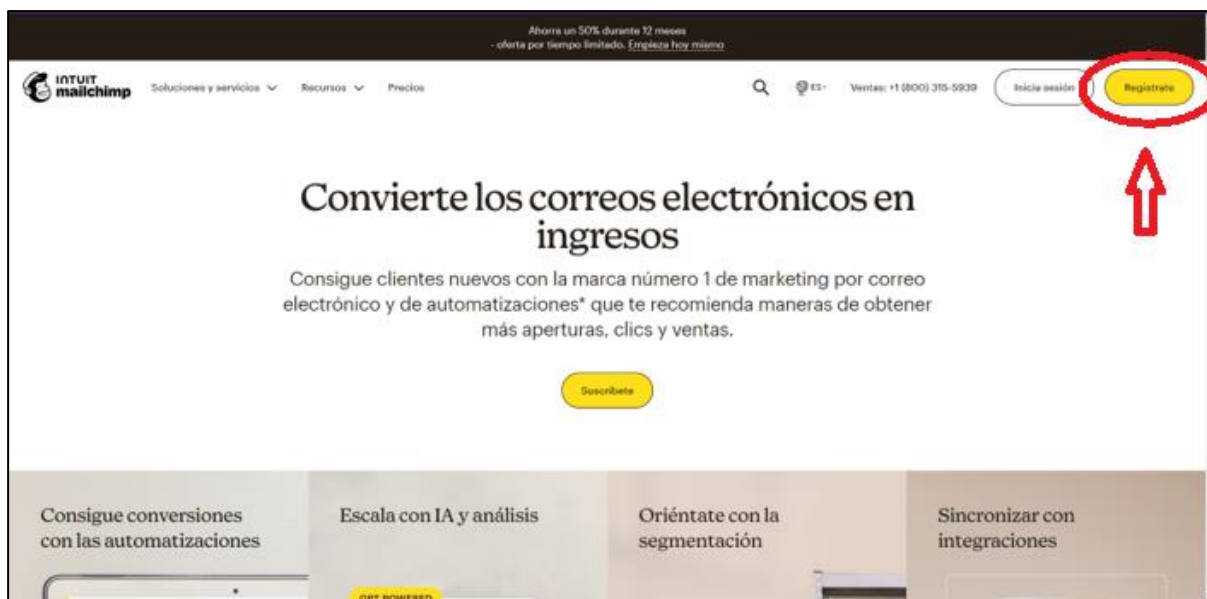 Ahorra un 50% durante 12 meses
- oferta por tiempo limitado. Empieza hoy mismo
INTUIT
mailchimp
Soluciones y servicios
Recursos
Precios
ES
Ventas: +1 (800) 315-5939
Inicia sesión
Regístrate
Convierte los correos electrónicos en
ingresos
Consigue clientes nuevos con la marca número 1 de marketing por correo
electrónico y de automatizaciones* que te recomienda maneras de obtener
más aperturas, clics y ventas.
Suscríbete
Consigue conversiones
con las automatizaciones
Escala con IA y análisis
Oriéntate con la
segmentación
Sincronizar con
integraciones
GPT POWERED